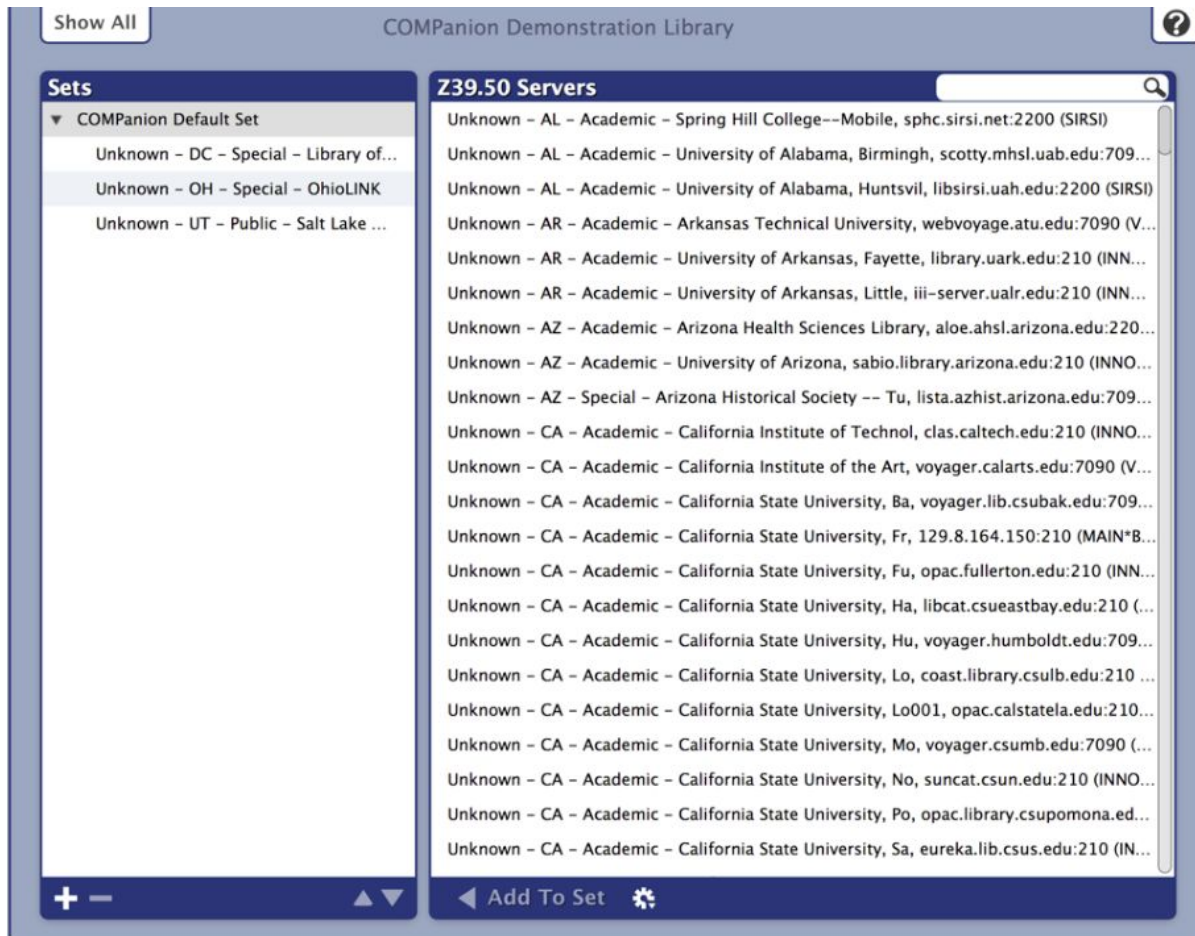 Show All
COMPanion Demonstration Library
?
Sets
COMPanion Default Set
Unknown – DC – Special – Library of...
Unknown – OH – Special – OhioLINK
Unknown – UT – Public – Salt Lake ...
Z39.50 Servers
Unknown – AL – Academic – Spring Hill College--Mobile, sphc.sirsi.net:2200 (SIRSI)
Unknown – AL – Academic – University of Alabama, Birmingh, scotty.mhsl.uab.edu:709...
Unknown – AL – Academic – University of Alabama, Huntsvil, libsirsi.uah.edu:2200 (SIRSI)
Unknown – AR – Academic – Arkansas Technical University, webvoyage.atu.edu:7090 (V...
Unknown – AR – Academic – University of Arkansas, Fayette, library.uark.edu:210 (INN...
Unknown – AR – Academic – University of Arkansas, Little, iii-server.ualr.edu:210 (INN...
Unknown – AZ – Academic – Arizona Health Sciences Library, aloe.ahsl.arizona.edu:220...
Unknown – AZ – Academic – University of Arizona, sabio.library.arizona.edu:210 (INNO...
Unknown – AZ – Special – Arizona Historical Society -- Tu, lista.azhist.arizona.edu:709...
Unknown – CA – Academic – California Institute of Technol, clas.caltech.edu:210 (INNO...
Unknown – CA – Academic – California Institute of the Art, voyager.calarts.edu:7090 (V...
Unknown – CA – Academic – California State University, Ba, voyager.lib.csubak.edu:709...
Unknown – CA – Academic – California State University, Fr, 129.8.164.150:210 (MAIN*B...
Unknown – CA – Academic – California State University, Fu, opac.fullerton.edu:210 (INN...
Unknown – CA – Academic – California State University, Ha, libcat.csueastbay.edu:210 (...
Unknown – CA – Academic – California State University, Hu, voyager.humboldt.edu:709...
Unknown – CA – Academic – California State University, Lo, coast.library.csulb.edu:210 ...
Unknown – CA – Academic – California State University, Lo001, opac.calstatela.edu:210...
Unknown – CA – Academic – California State University, Mo, voyager.csumb.edu:7090 (...
Unknown – CA – Academic – California State University, No, suncat.csun.edu:210 (INNO...
Unknown – CA – Academic – California State University, Po, opac.library.csupomona.ed...
Unknown – CA – Academic – California State University, Sa, eureka.lib.csus.edu:210 (IN...
Add To Set